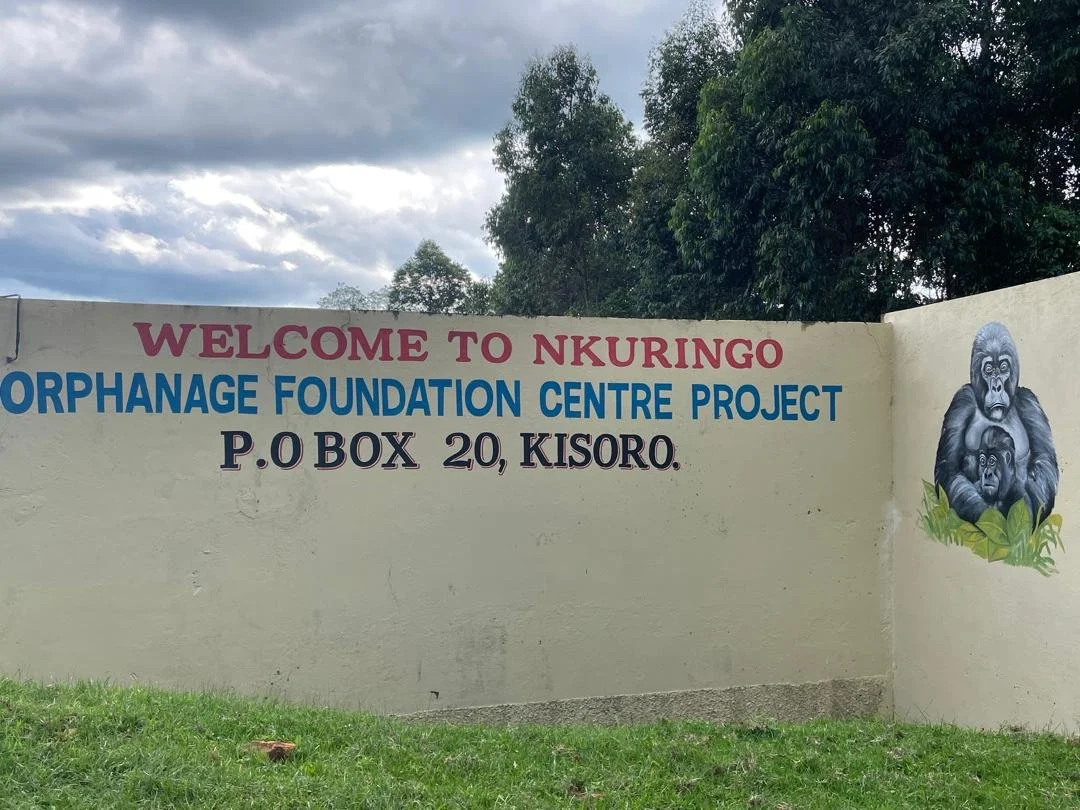 WELCOME TO NKURINGO
ORPHANAGE FOUNDATION CENTRE PROJECT
P.O BOX 20, KISORO.